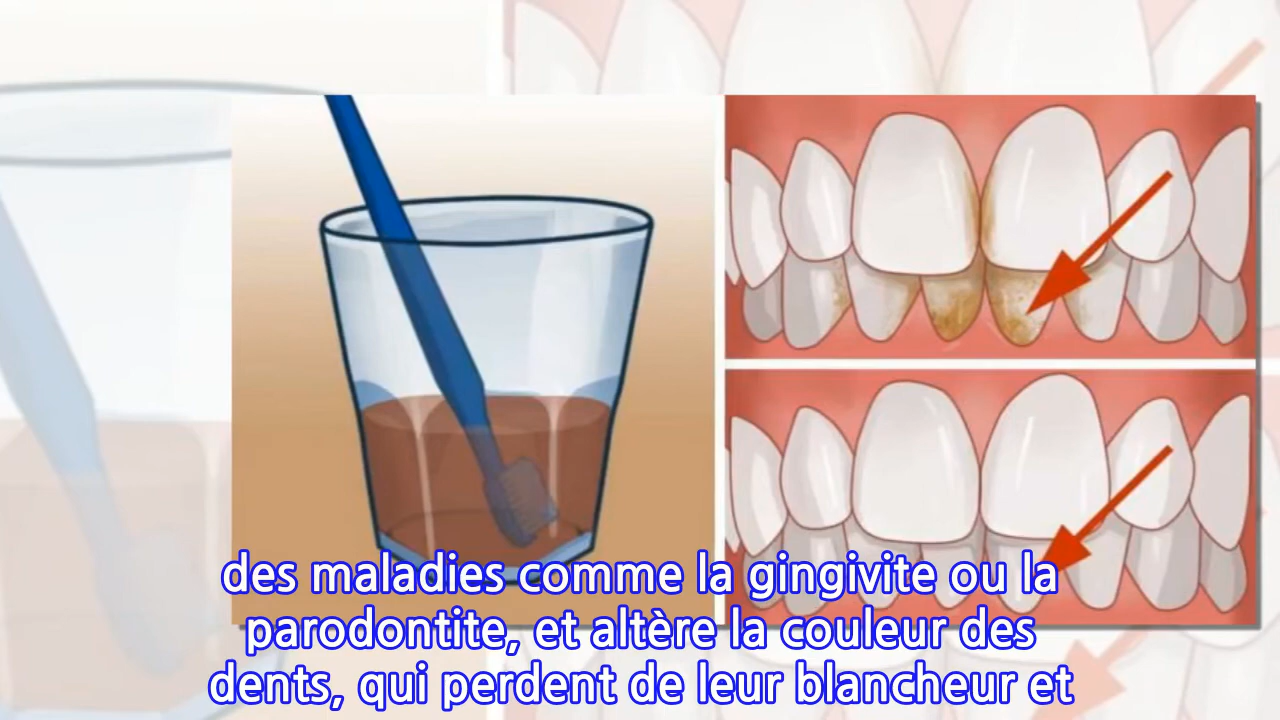 des maladies comme la gingivite ou la
parodontite, et altère la couleur des
dents, qui perdent de leur blancheur et